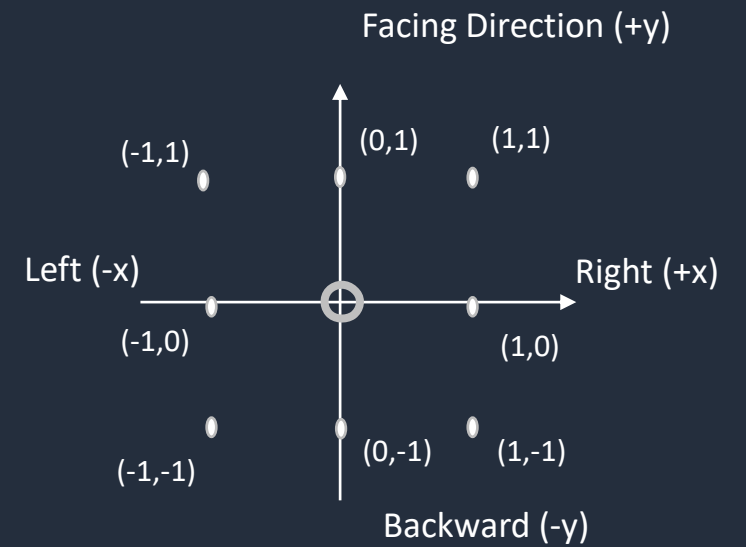 Facing Direction (+y)
(-1,1)
(0,1)
(1,1)
Left (-x)
Right (+x)
(-1,0)
(1,0)
(-1,-1)
(0,-1)
(1,-1)
Backward (-y)